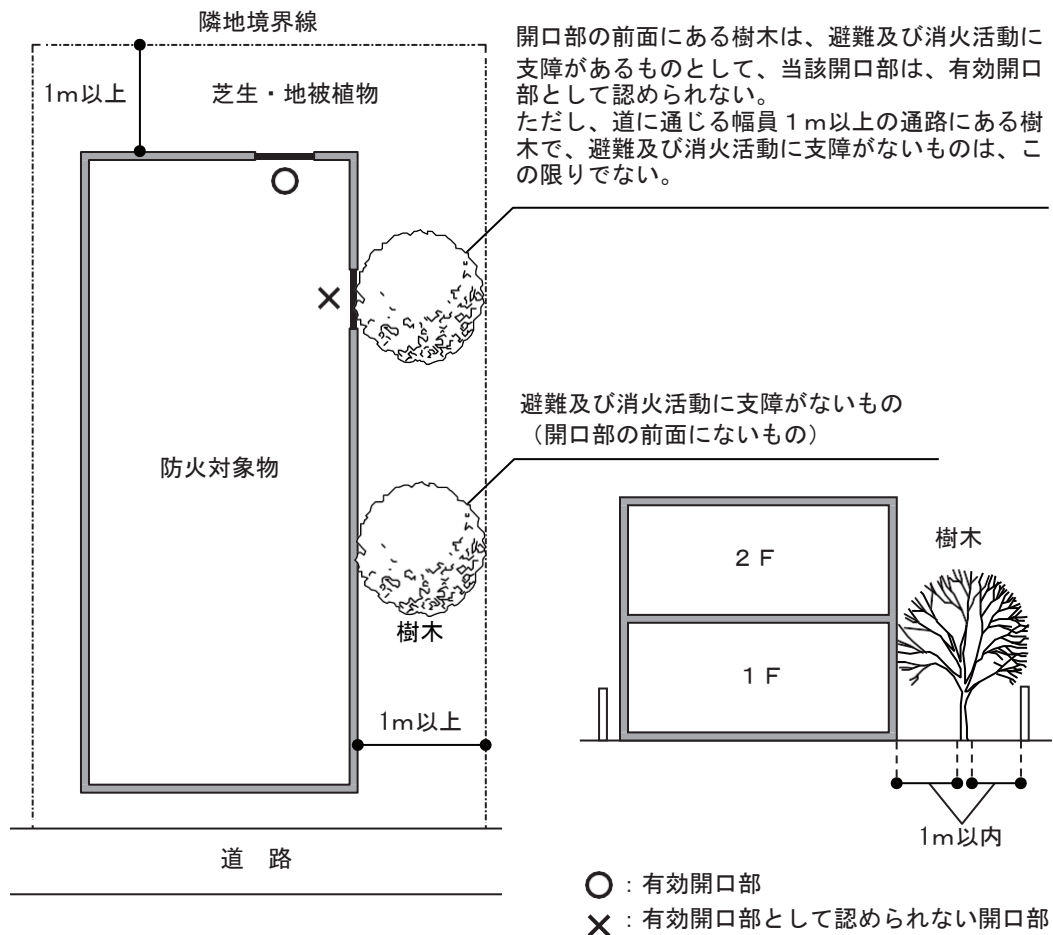 隣地境界線
1m以上
芝生・地被植物
開口部の前面にある樹木は、避難及び消火活動に
支障があるものとして、当該開口部は、有効開口
部として認められない。
ただし、道に通じる幅員１m以上の通路にある樹
木で、避難及び消火活動に支障がないものは、こ
の限りでない。
避難及び消火活動に支障がないもの
（開口部の前面にないもの）
防火対象物
樹木
1m以上
道　路
２Ｆ
１Ｆ
樹木
1m以内
○：有効開口部
×：有効開口部として認められない開口部